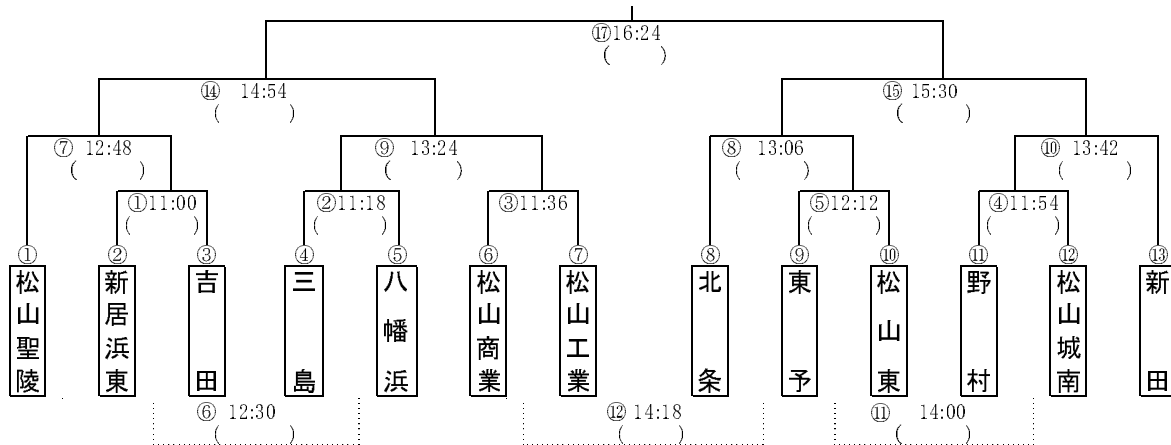 ⑰16:24
( )
⑭ 14:54
( )
⑮ 15:30
( )
⑦ 12:48
( )
⑨ 13:24
( )
⑧ 13:06
( )
⑩ 13:42
( )
①11:00
( )
②11:18
( )
③11:36
⑤12:12
( )
④11:54
( )
① ② ③ ④ ⑤ ⑥ ⑦ ⑧ ⑨ ⑩ ⑪ ⑫ ⑬
松山聖陵
新居浜東
吉田
三島
八幡浜
松山商業
松山工業
北条
東予
松山東
野村
松山城南
新田
⑥ 12:30
( )
⑫ 14:18
( )
⑪ 14:00
( )